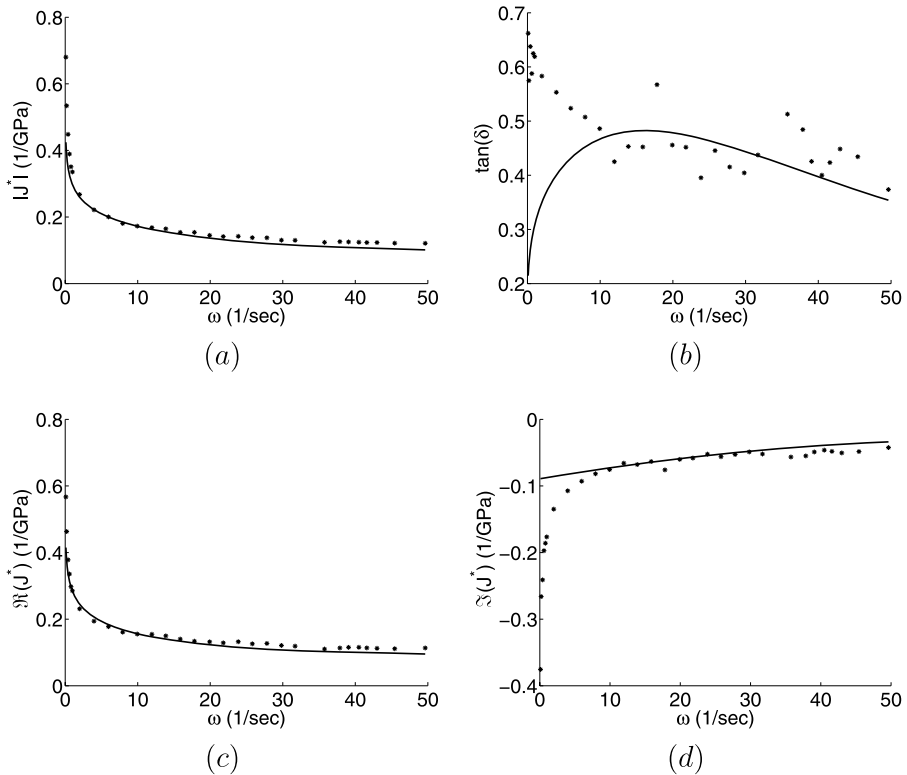 0.8
0.6
0.4
0.2
0
|J*| (1/GPa)
0 10 20 30 40 50
ω (1/sec)
(a)
0.7
0.6
0.5
0.4
0.3
0.2
tan(δ)
0 10 20 30 40 50
ω (1/sec)
(b)
0.8
0.6
0.4
0.2
0
ℜ(J*) (1/GPa)
0 10 20 30 40 50
ω (1/sec)
(c)
0
−0.1
−0.2
−0.3
−0.4
ℑ(J*) (1/GPa)
0 10 20 30 40 50
ω (1/sec)
(d)